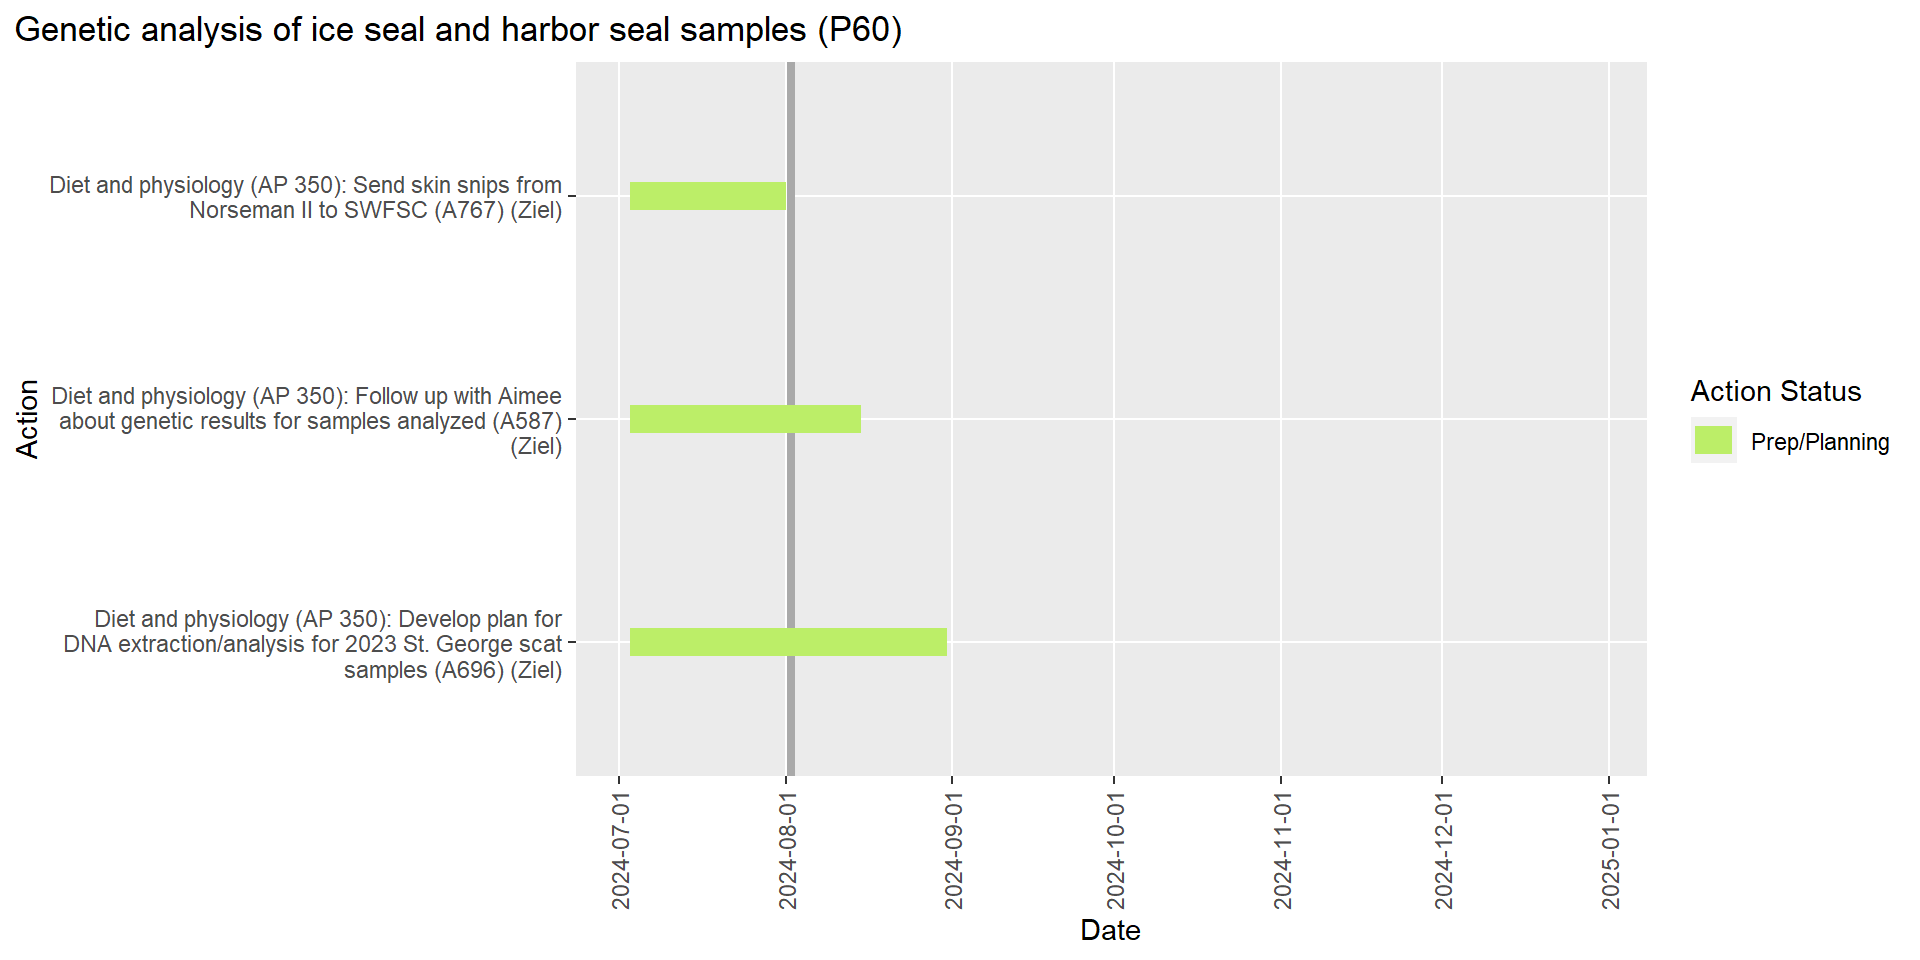 Genetic analysis of ice seal and harbor seal samples (P60)
Action
Diet and physiology (AP 350): Send skin snips from
Norseman II to SWFSC (A767) (Ziel)
Diet and physiology (AP 350): Follow up with Aimee
about genetic results for samples analyzed (A587)
(Ziel)
Diet and physiology (AP 350): Develop plan for
DNA extraction/analysis for 2023 St. George scat
samples (A696) (Ziel)
2024-07-01
2024-08-01
2024-09-01
2024-10-01
2024-11-01
2024-12-01
2025-01-01
Date
Action Status
Prep/Planning